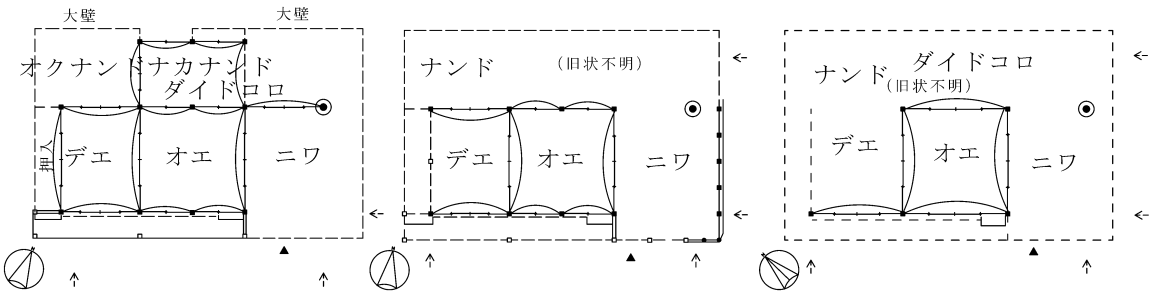 大壁
大壁
オクナンド
ナカナンド
ダイドコロ
押入
デエ
オエ
ニワ
ナンド
(旧状不明)
デエ
オエ
ニワ
ダイドコロ
ナンド
(旧状不明)
デエ
オエ
ニワ